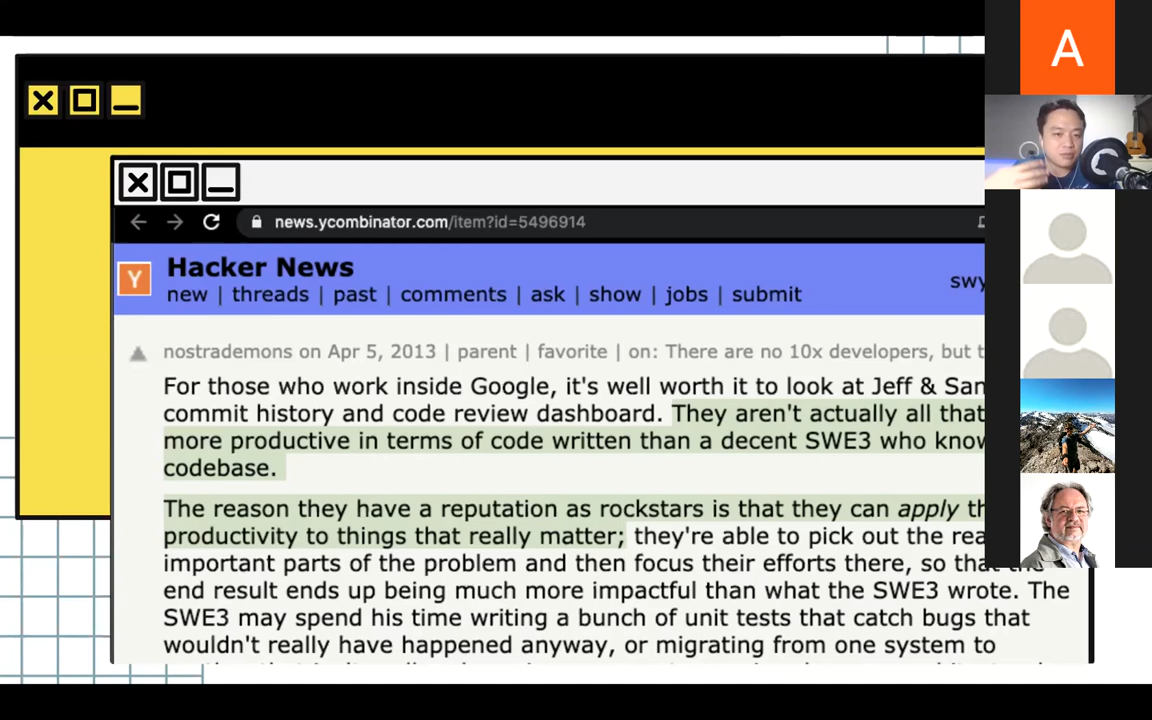 A
news.ycombinator.com/item?id=5496914
Y
Hacker News
new | threads | past | comments | ask | show | jobs | submit
nostrademons on Apr 5, 2013 | parent | favorite | on: There are no 10x developers, but
For those who work inside Google, it's well worth it to look at Jeff &
commit history and code review dashboard. They aren't actually all that
more productive in terms of code written than a decent SWE3 who
codebase.
The reason they have a reputation as rockstars is that they can apply
productivity to things that really matter; they're able to pick out the
important parts of the problem and then focus their efforts there, so that the
end result ends up being much more impactful than what the SWE3 wrote. The
SWE3 may spend his time writing a bunch of unit tests that catch bugs that
wouldn't really have happened anyway, or migrating from one system to